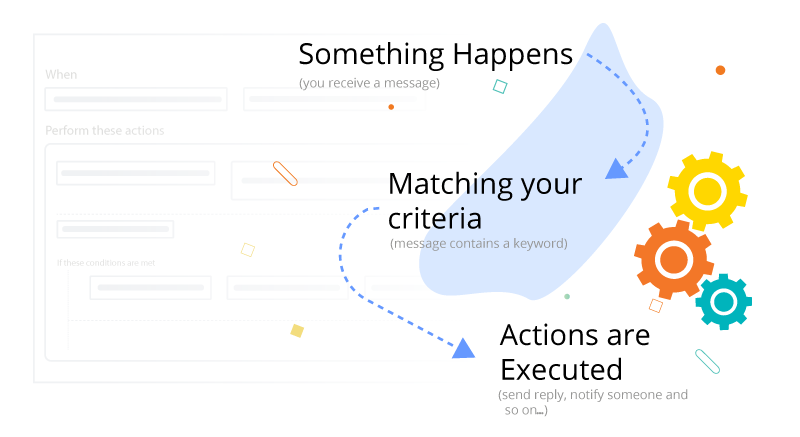 Something Happens
(you receive a message)
When
Perform these actions
Matching your
criteria
(message contains a keyword)
If these conditions are met
Actions are
Executed
(send reply, notify someone and
so on...)